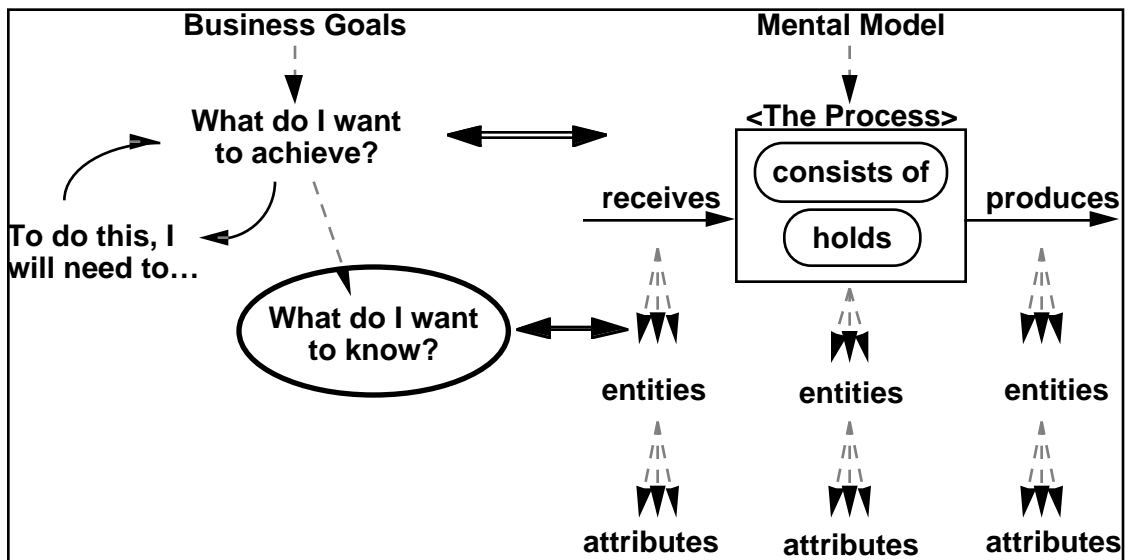 Business Goals
Mental Model
What do I want
to achieve?
<The Process>
consists of
receives
produces
holds
To do this, I
will need to…
What do I want
to know?
entities
entities
entities
attributes
attributes
attributes